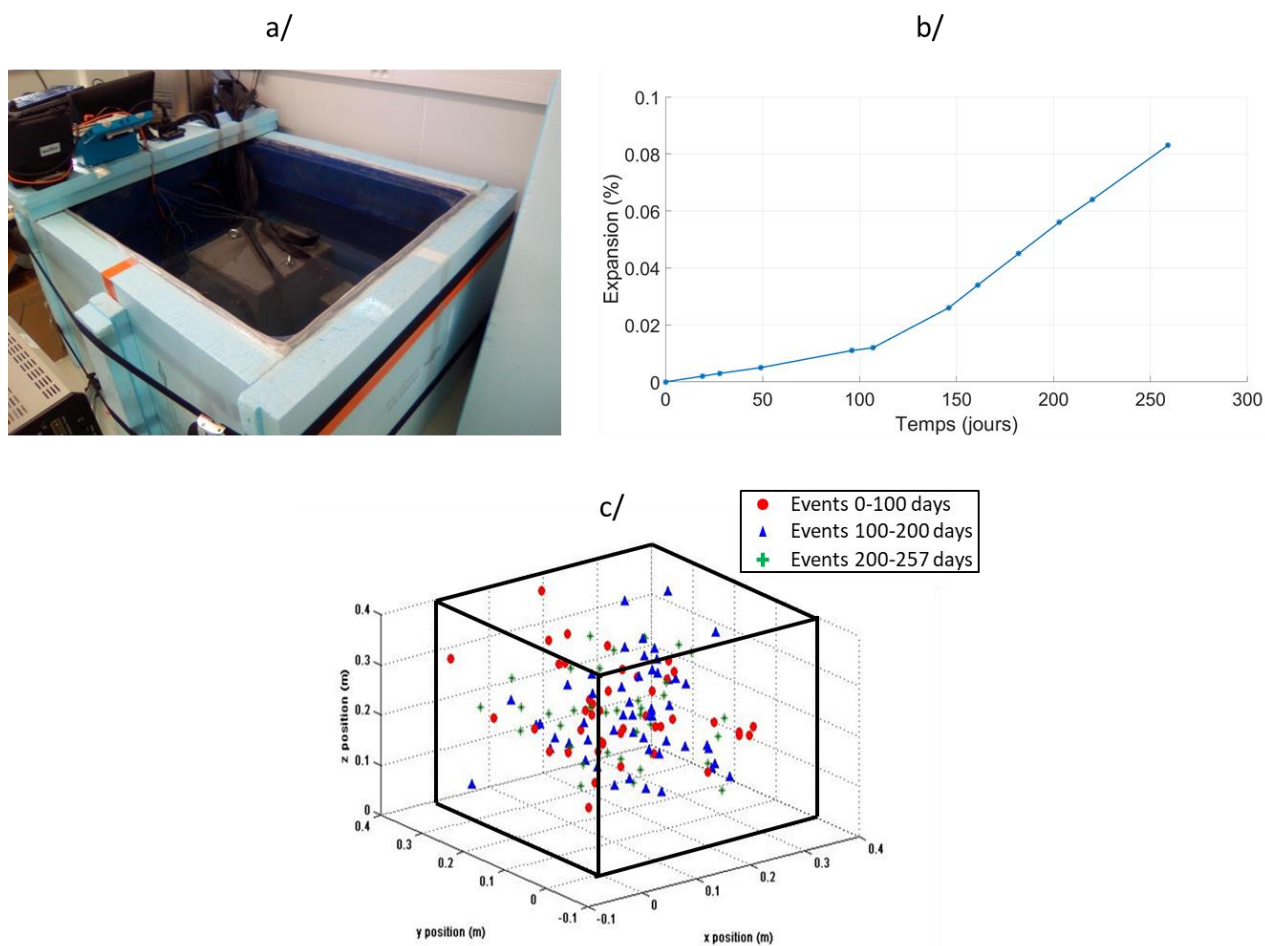 a/
b/
0.1
0.08
0.06
0.04
0.02
0
Expansion (%)
0 50 100 150 200 250 300
Temps (jours)
c/
Events 0-100 days
Events 100-200 days
Events 200-257 days
0.4
0.3
0.2
0.1
0
z position (m)
0.4
0.3
0.2
0.1
0
-0.1
y position (m)
-0.1
0
0.1
0.2
0.3
0.4
x position (m)